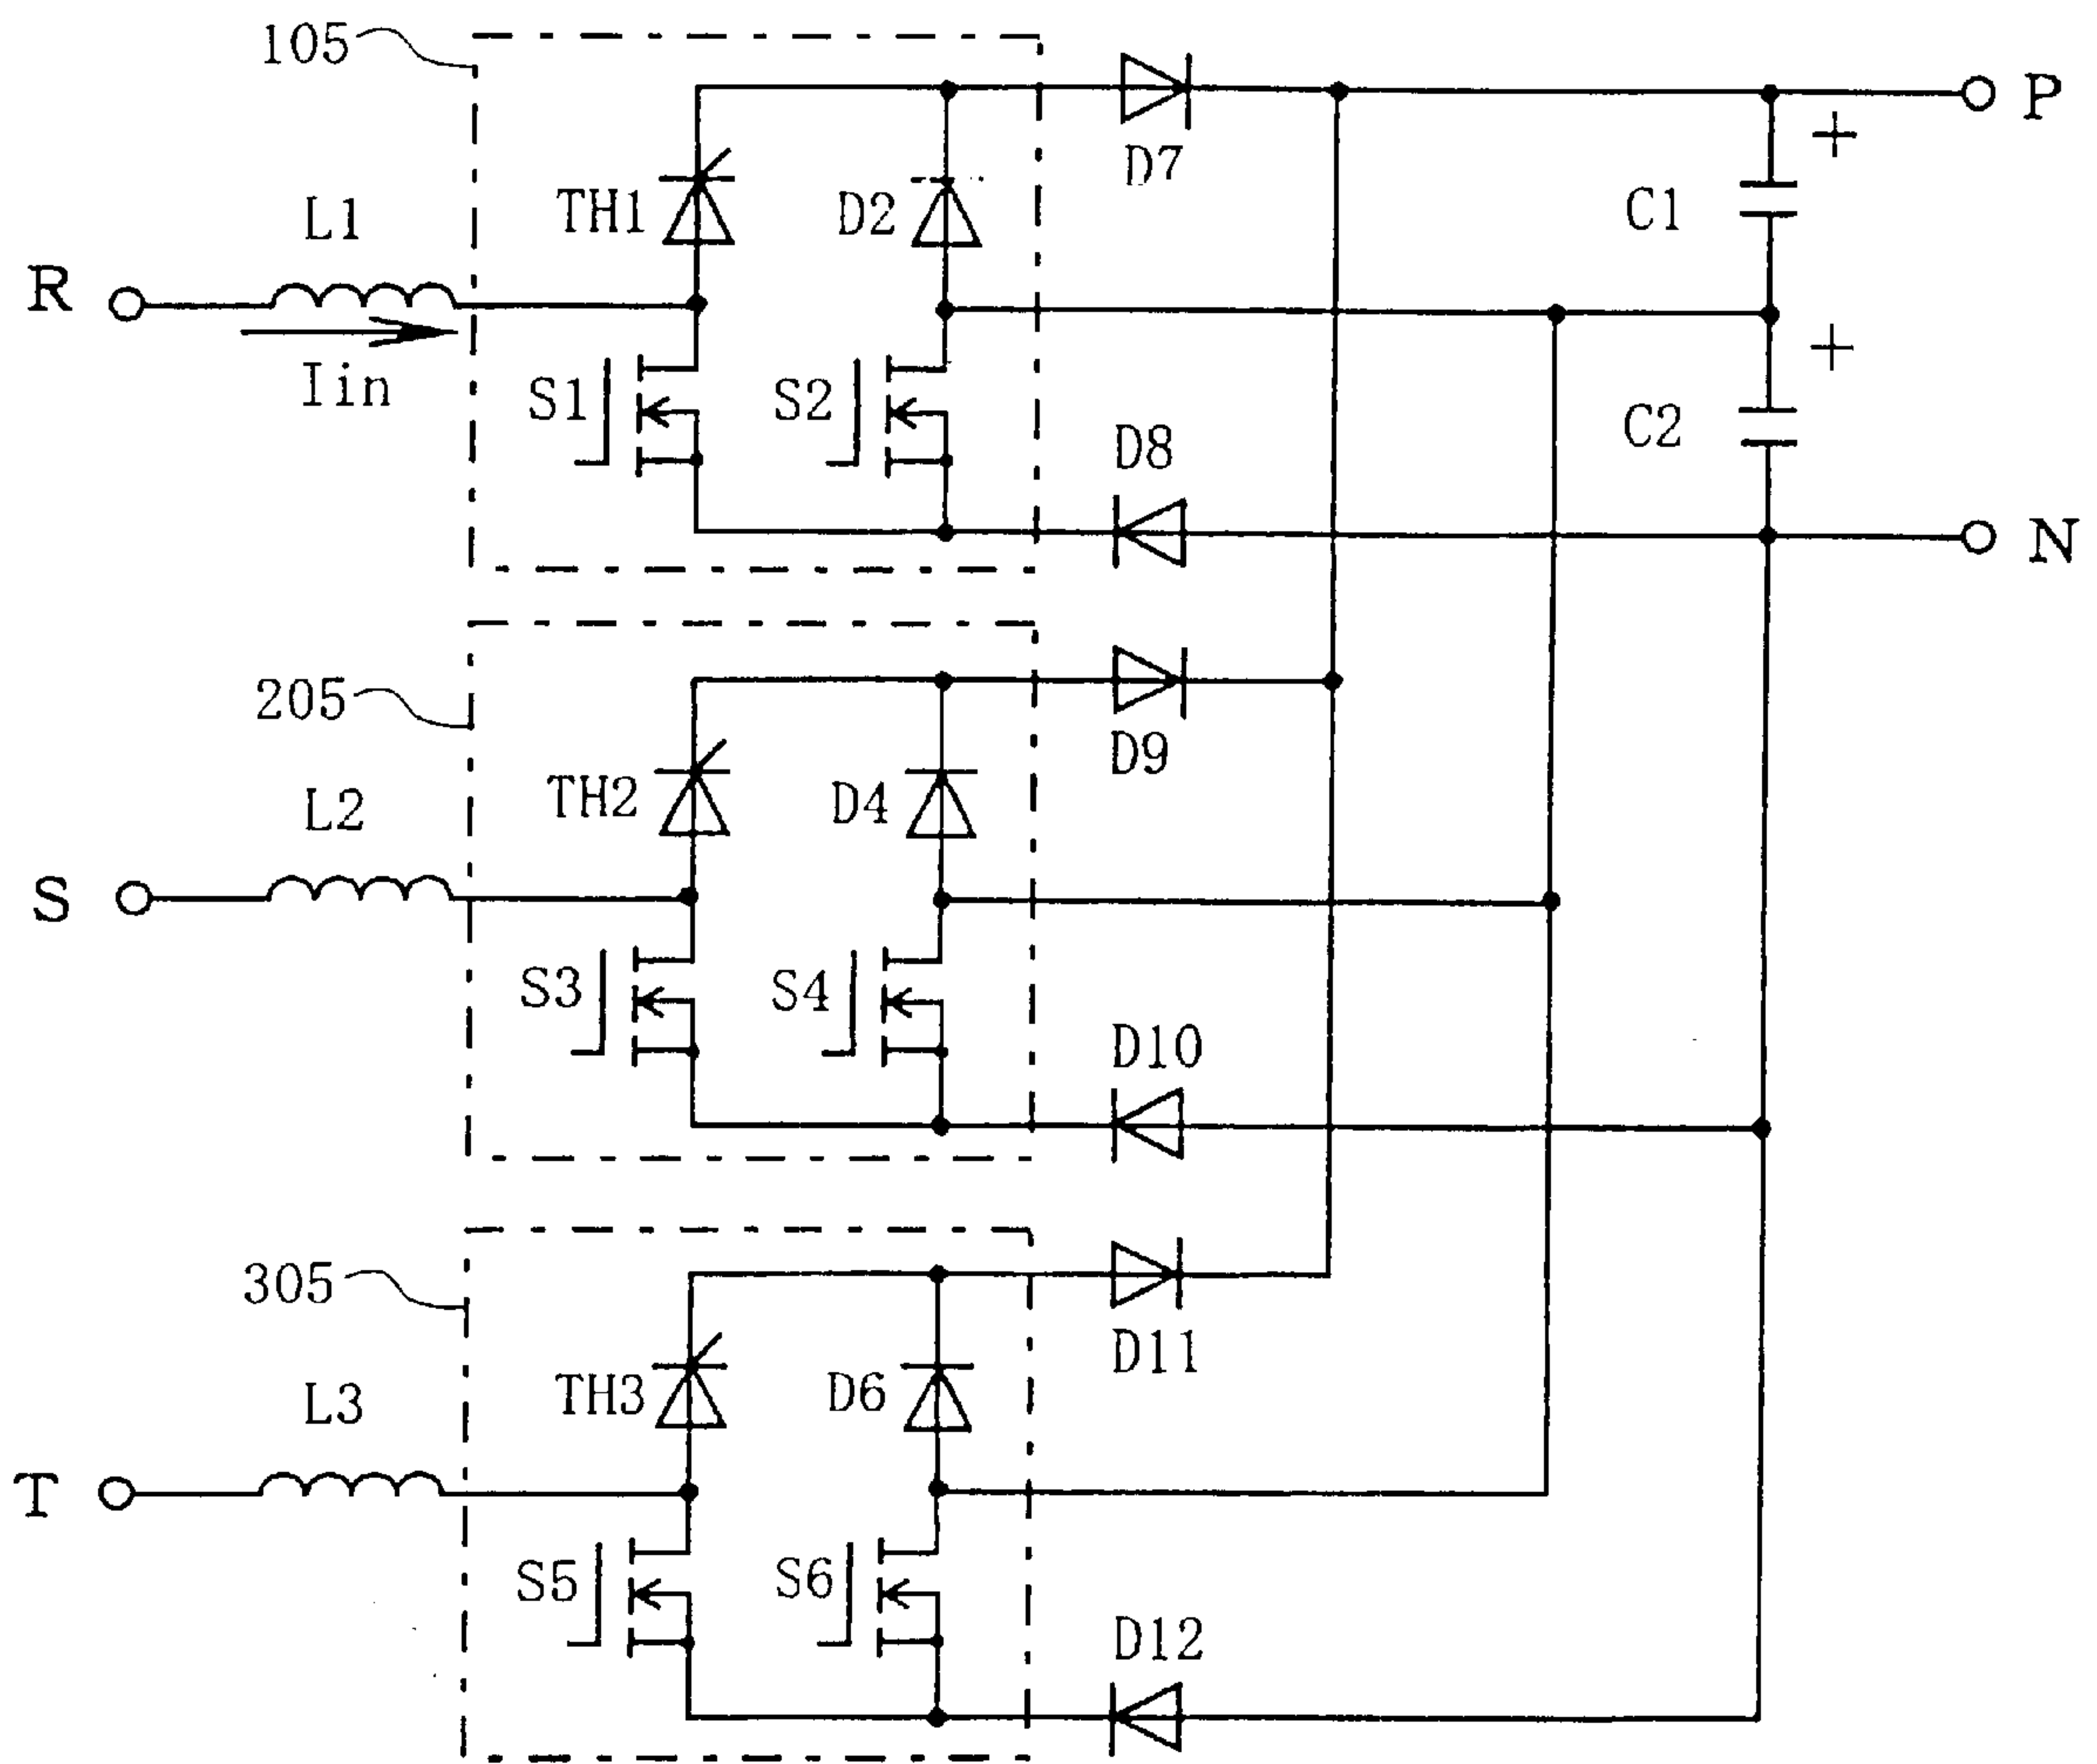 105
P
D7
TH1
D2
C1
L1
R
Iin
S1
S2
C2
D8
N
205
D9
TH2
D4
L2
S
S3
S4
D10
305
D11
TH3
D6
L3
T
S5
S6
D12
+
+